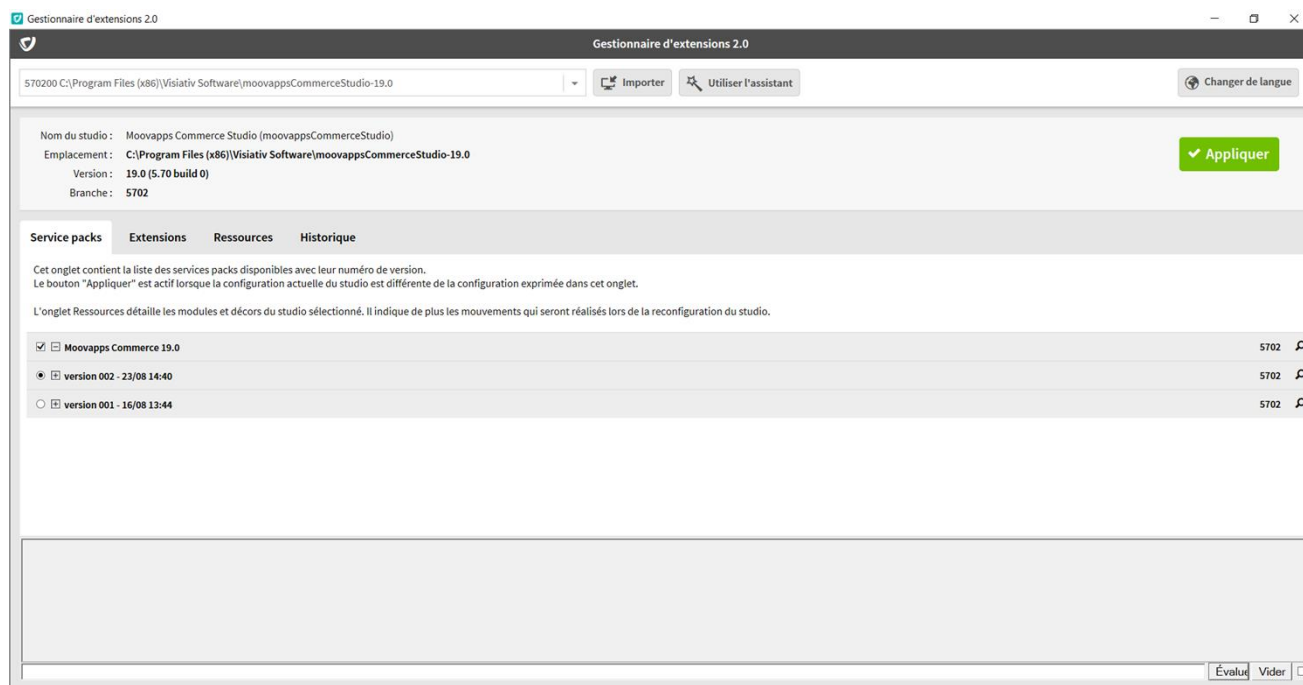 Gestionnaire d'extensions 2.0
Gestionnaire d'extensions 2.0
570200 C:\Program Files (x86)\Visiativ Software\moovappsCommerceStudio-19.0
Importer
Utiliser l'assistant
Changer de langue
Nom du studio : Moovapps Commerce Studio (moovappsCommerceStudio)
Emplacement : C:\Program Files (x86)\Visiativ Software\moovappsCommerceStudio-19.0
Appliquer
Version : 19.0 (5.70 build 0)
Branche : 5702
Service packs Extensions Ressources Historique
Cet onglet contient la liste des services packs disponibles avec leur numéro de version.
Le bouton "Appliquer" est actif lorsque la configuration actuelle du studio est différente de la configuration exprimée dans cet onglet.
L'onglet Ressources détaille les modules et décors du studio sélectionné. Il indique de plus les mouvements qui seront réalisés lors de la reconfiguration du studio.
Moovapps Commerce 19.0 5702
version 002 - 23/08 14:40 5702
version 001 - 16/08 13:44 5702
Évalue Vider